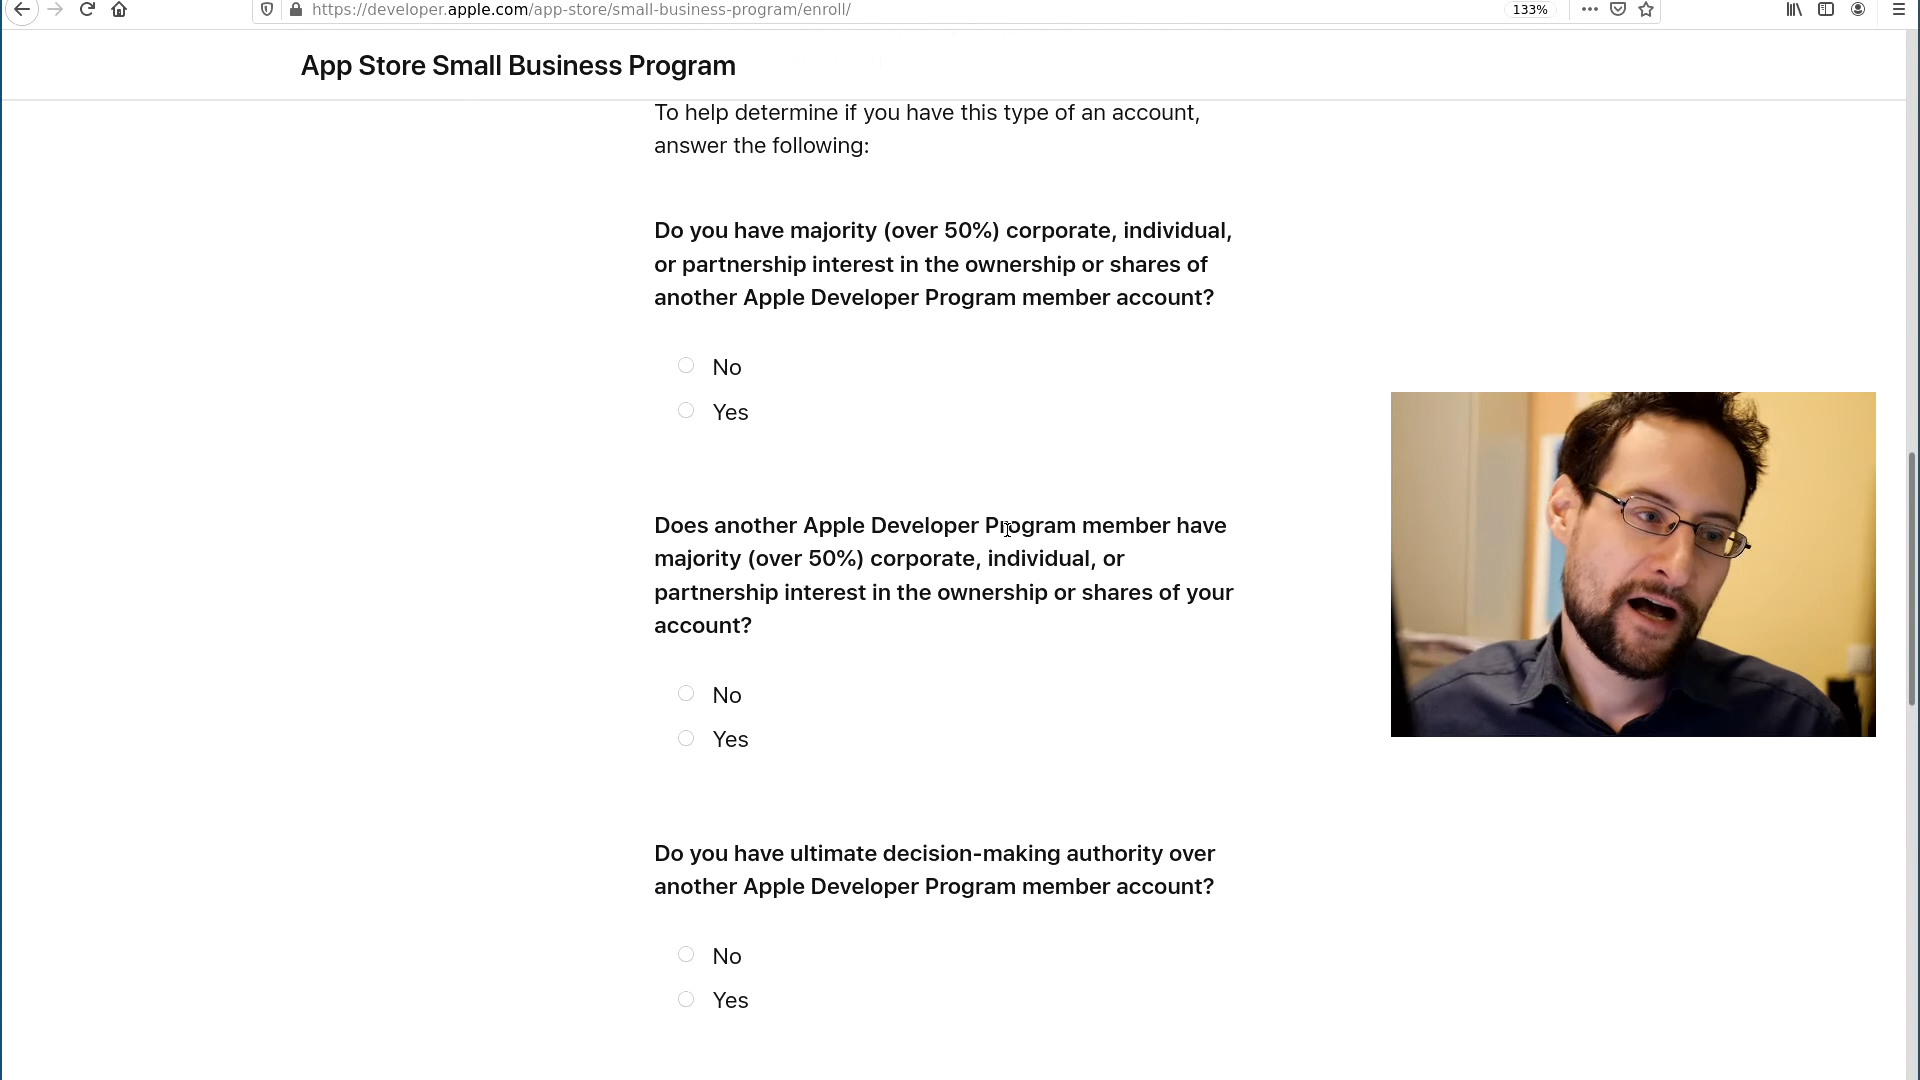 https://developer.apple.com/app-store/small-business-program/enroll/
133%
App Store Small Business Program
To help determine if you have this type of an account,
answer the following:
Do you have majority (over 50%) corporate, individual,
or partnership interest in the ownership or shares of
another Apple Developer Program member account?
No
Yes
Does another Apple Developer Program member have
majority (over 50%) corporate, individual, or
partnership interest in the ownership or shares of your
account?
No
Yes
Do you have ultimate decision-making authority over
another Apple Developer Program member account?
No
Yes